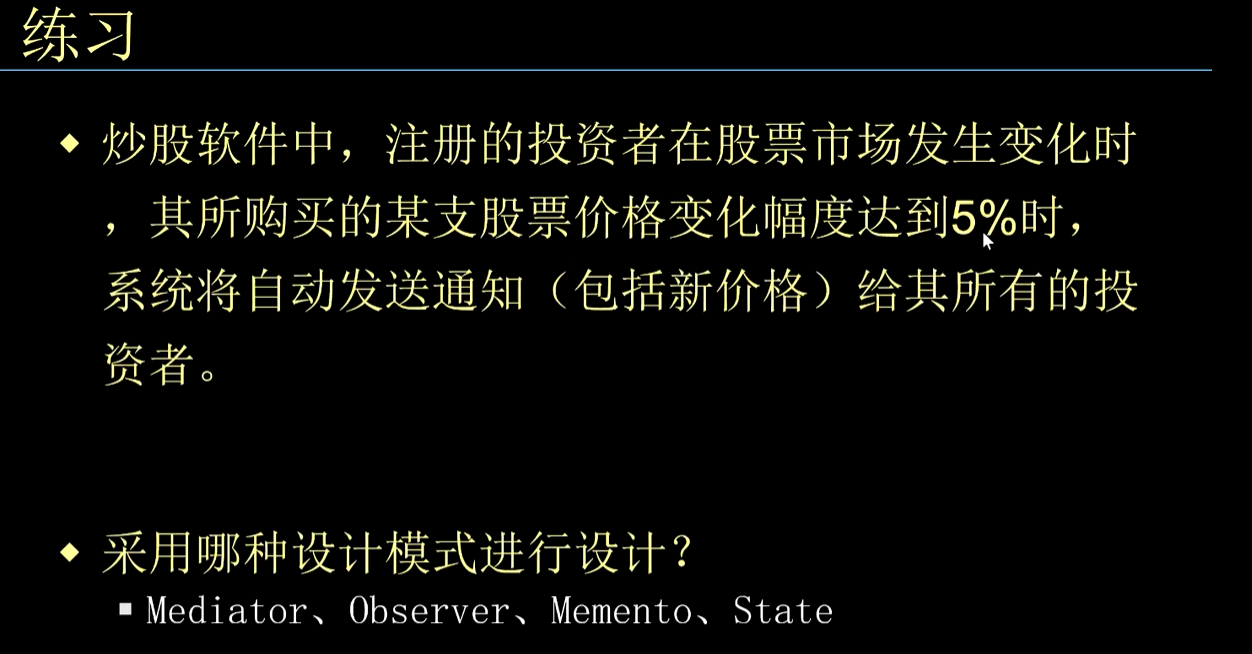 练习
炒股软件中，注册的投资者在股票市场发生变化时
，其所购买的某支股票价格变化幅度达到5%时，
系统将自动发送通知（包括新价格）给其所有的投
资者。
采用哪种设计模式进行设计？
Mediator、Observer、Memento、State